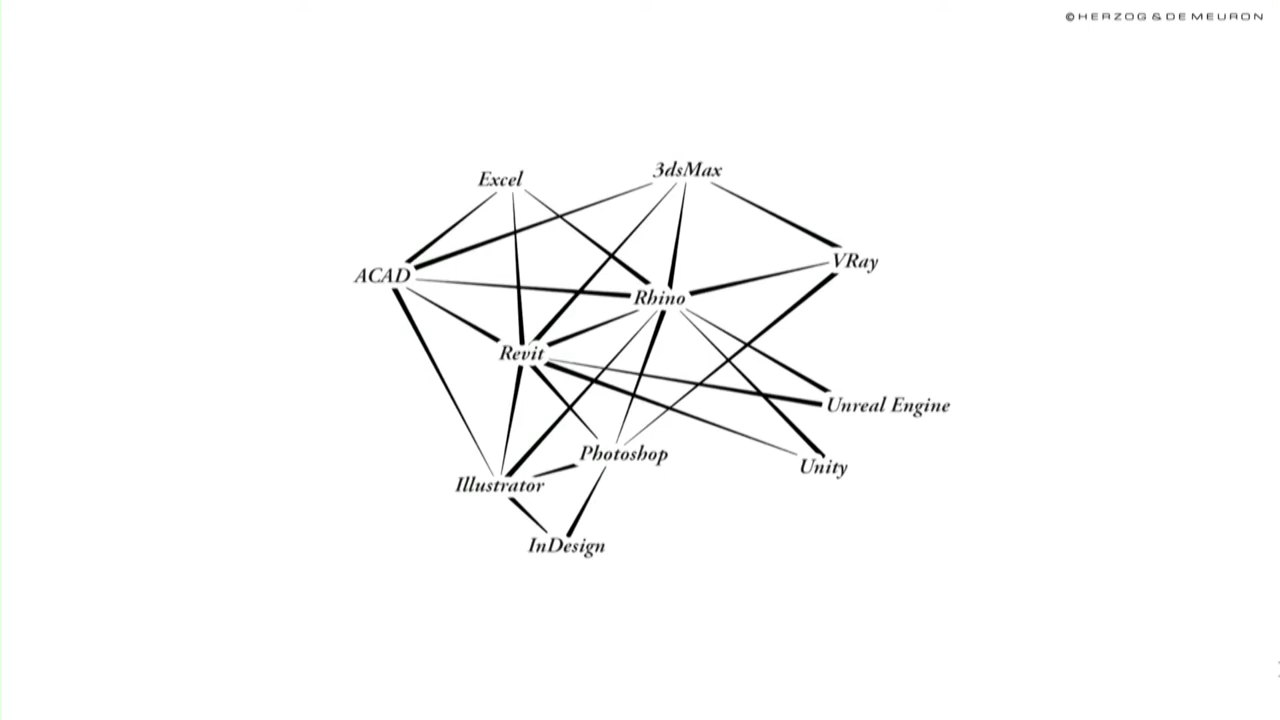 © HERZOG & DE MEURON
3dsMax
Excel
VRay
ACAD
Rhino
Revit
Unreal Engine
Photoshop
Unity
Illustrator
InDesign